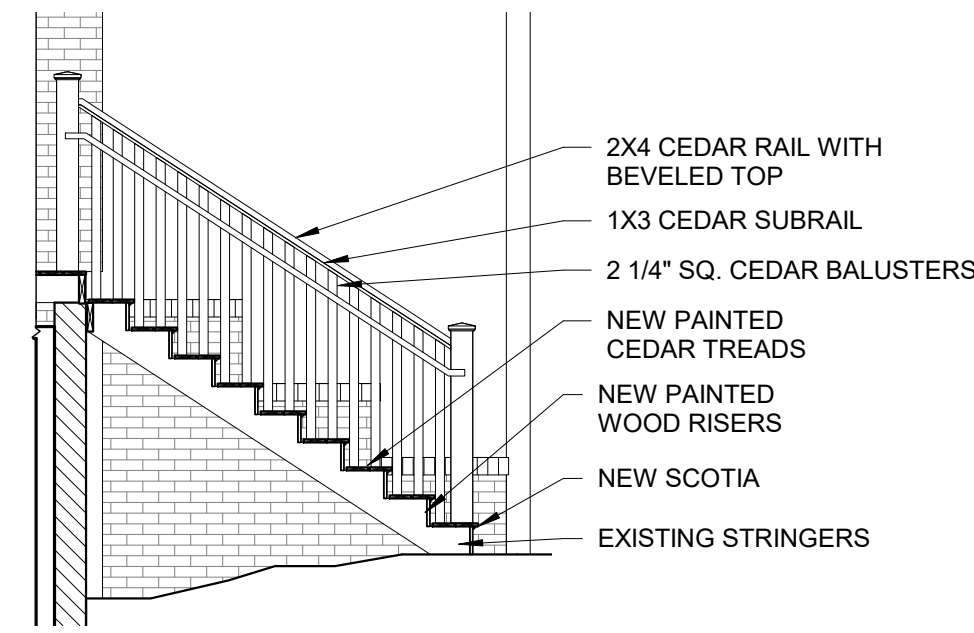 2X4 CEDAR RAIL WITH
BEVELED TOP
1X3 CEDAR SUBRAIL
2 1/4" SQ. CEDAR BALUSTERS
NEW PAINTED
CEDAR TREADS
NEW PAINTED
WOOD RISERS
NEW SCOTIA
EXISTING STRINGERS